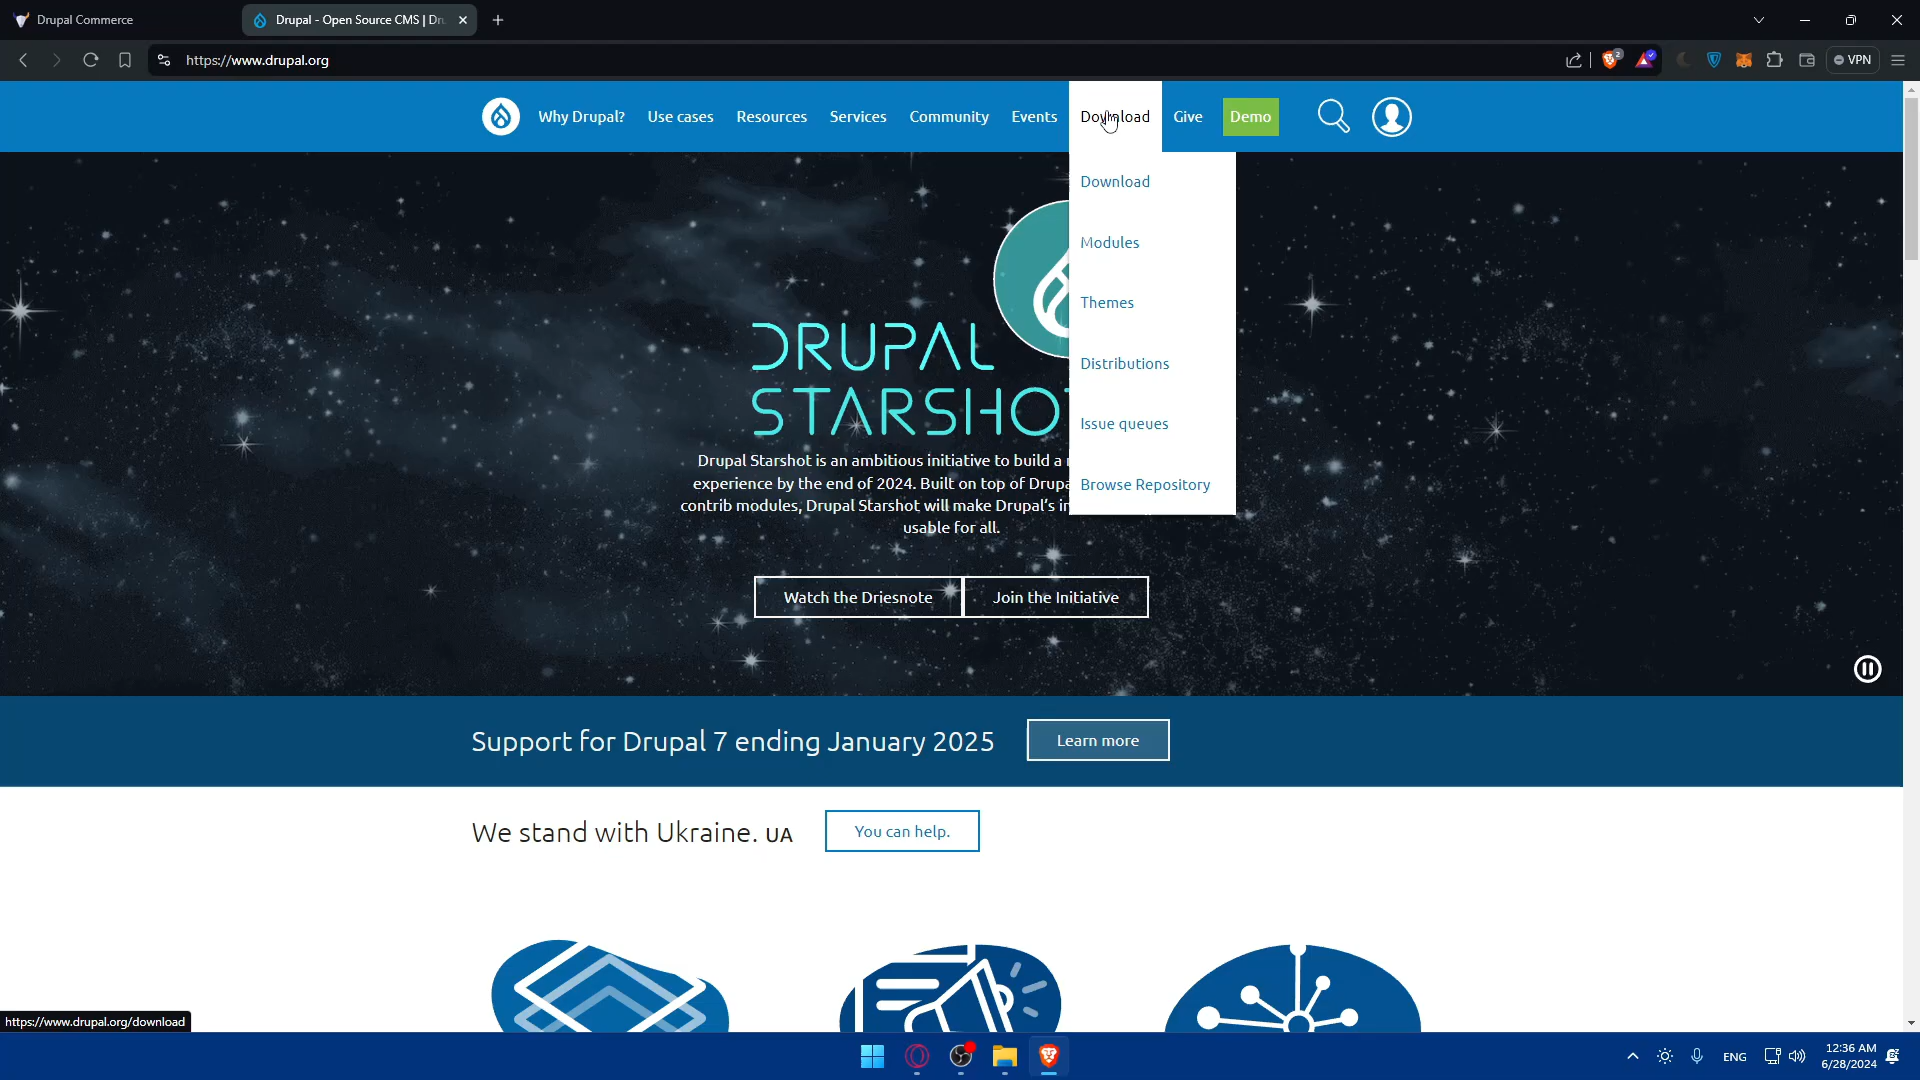 Drupal Commerce
Drupal - Open Source CMS | Dr
https://www.drupal.org
2
VPN
Why Drupal? Use cases Resources Services Community Events Download Give Demo
Download
Modules
Themes
Distributions
Issue queues
Browse Repository
DRUPAL
STARSHO
Drupal Starshot is an ambitious initiative to build a
experience by the end of 2024. Built on top of Drupa
contrib modules, Drupal Starshot will make Drupal's
usable for all.
Watch the Driesnote Join the Initiative
Support for Drupal 7 ending January 2025 Learn more
We stand with Ukraine. UA You can help.
https://www.drupal.org/download
ENG
12:36 AM
6/28/2024